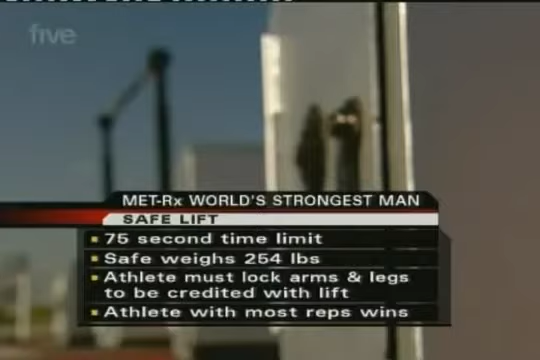 five
MET-Rx WORLD'S STRONGEST MAN
SAFE LIFT
75 second time limit
Safe weighs 254 lbs
Athlete must lock arms & legs
to be credited with lift
Athlete with most reps wins